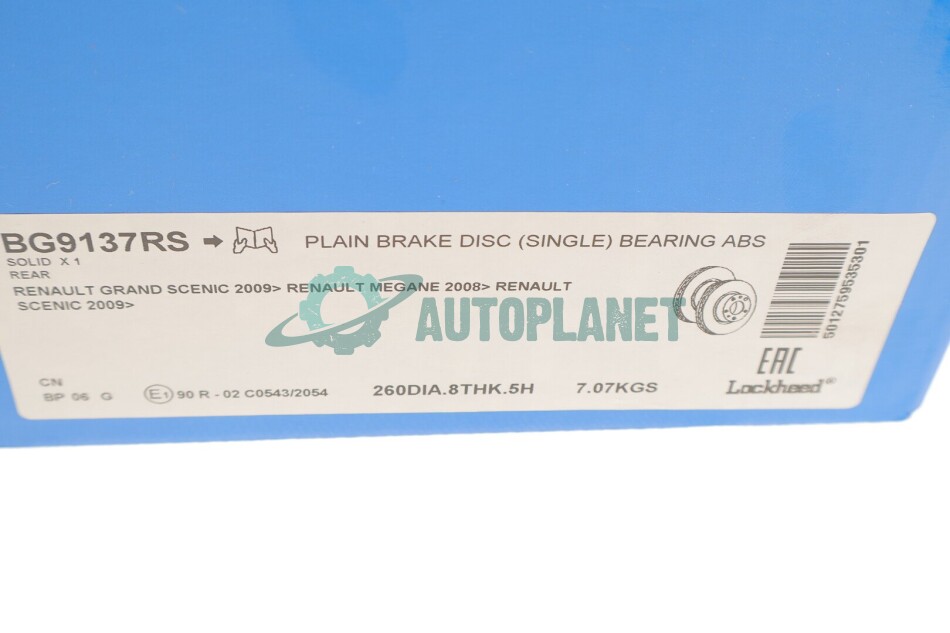 BG9137RS
PLAIN BRAKE DISC (SINGLE) BEARING ABS
SOLID X 1
REAR
RENAULT GRAND SCENIC 2009> RENAULT MEGANE 2008> RENAULT
SCENIC 2009>
AUTOPLANET
5012759535301
EAC
Lockheed®
CN
BP 06 G
E1 90 R - 02 C0543/2054
260DIA.8THK.5H
7.07KGS